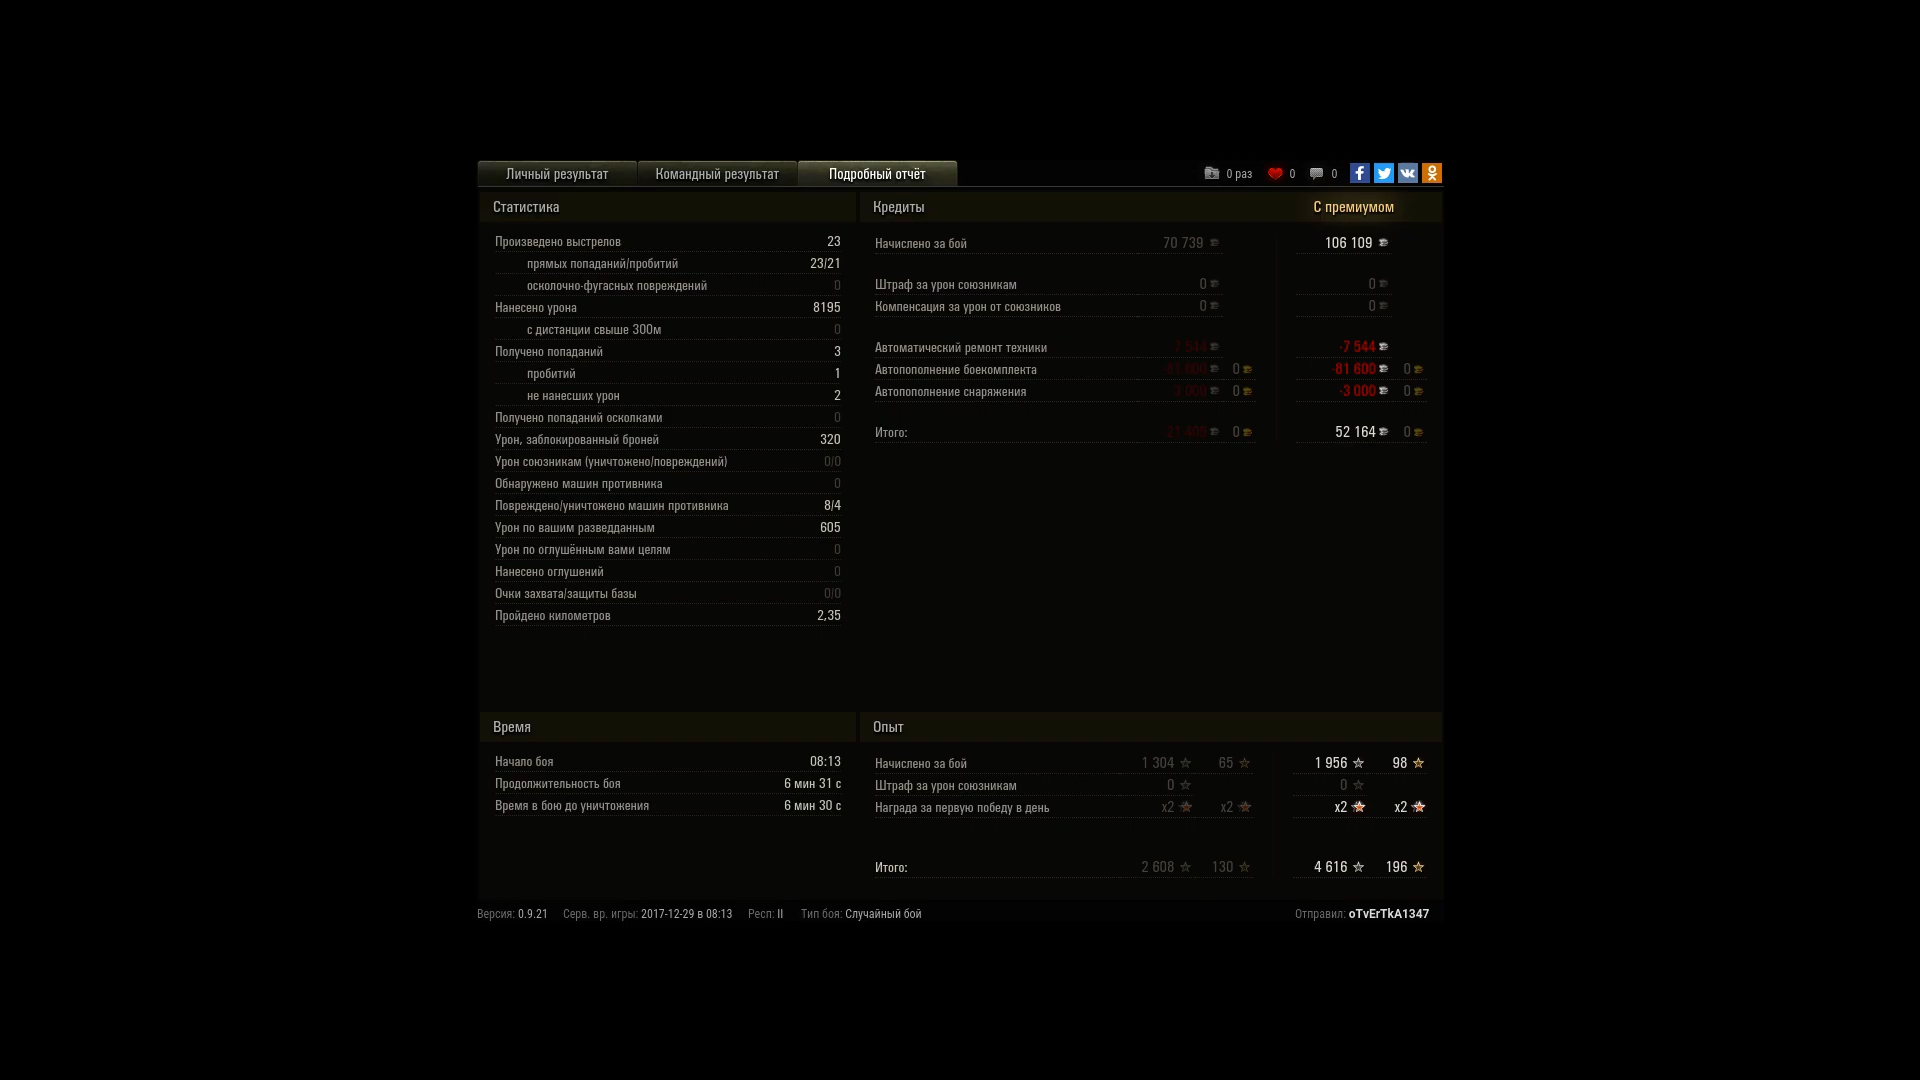 Личный результат Командный результат Подробный отчёт 0 раз 0 0
Статистика
Произведено выстрелов 23
прямых попаданий/пробитий 23/21
осколочно-фугасных повреждений 0
Нанесено урона 8195
с дистанции свыше 300м 0
Получено попаданий 3
пробитий 1
не нанесших урон 2
Получено попаданий осколками 0
Урон, заблокированный броней 320
Урон союзникам (уничтожено/повреждений) 0/0
Обнаружено машин противника 0
Повреждено/уничтожено машин противника 8/4
Урон по вашим разведданным 605
Урон по оглушённым вами целям 0
Нанесено оглушений 0
Очки захвата/защиты базы 0/0
Пройдено километров 2,35
Кредиты С премиумом
Начислено за бой 70 739 106 109
Штраф за урон союзникам 0 0
Компенсация за урон от союзников 0 0
Автоматический ремонт техники -7 544 -7 544
Автопополнение боекомплекта -81 600 0 -81 600 0
Автопополнение снаряжения -3 000 0 -3 000 0
Итого: 0 52 164 0
Время
Начало боя 08:13
Продолжительность боя 6 мин 31 с
Время в бою до уничтожения 6 мин 30 с
Опыт
Начислено за бой 1 304 65 1 956 98
Штраф за урон союзникам 0 0
Награда за первую победу в день x2 x2 x2 x2
Итого: 2 608 130 4 616 196
Версия: 0.9.21 Серв. вр. игры: 2017-12-29 в 08:13 Респ: II Тип боя: Случайный бой Отправил: oTvErTkA1347